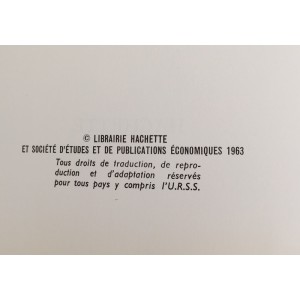 © LIBRAIRIE HACHETTE
ET SOCIÉTÉ D'ÉTUDES ET DE PUBLICATIONS ÉCONOMIQUES 1963
Tous droits de traduction, de repro-
duction et d'adaptation réservés
pour tous pays y compris l'U.R.S.S.